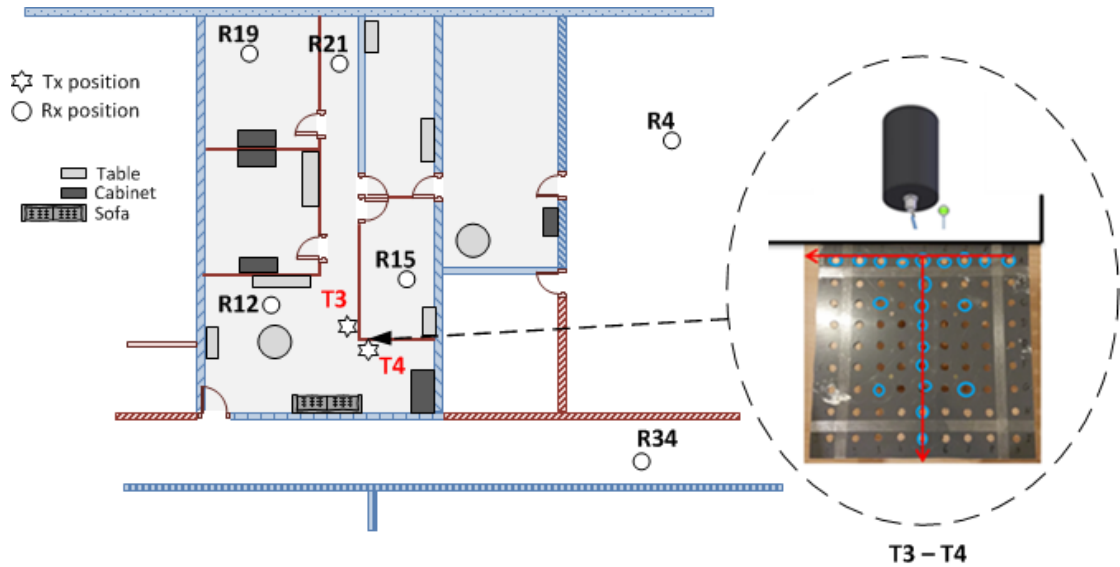 R19
R21
Tx position
Rx position
R4
Table
Cabinet
Sofa
R15
R12
T3
T4
R34
T3 – T4